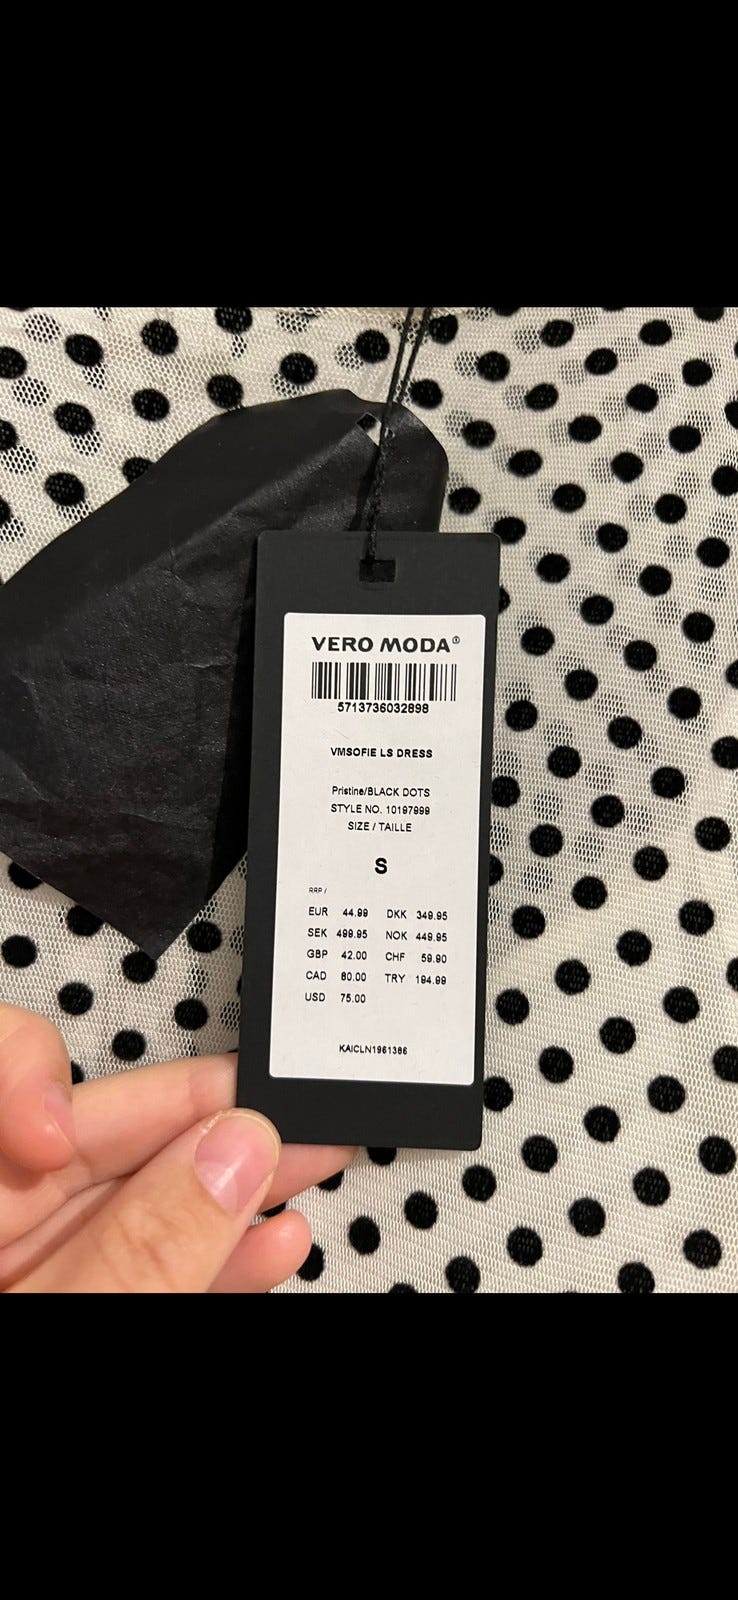 VERO MODA
5713736032898
VMSOFIE LS DRESS
Pristine/BLACK DOTS
STYLE NO. 10197999
SIZE / TAILLE
S
RRP /
EUR 44.99 DKK 349.95
SEK 499.95 NOK 449.95
GBP 42.00 CHF 59.90
CAD 80.00 TRY 194.99
USD 75.00
KAICLN1961386